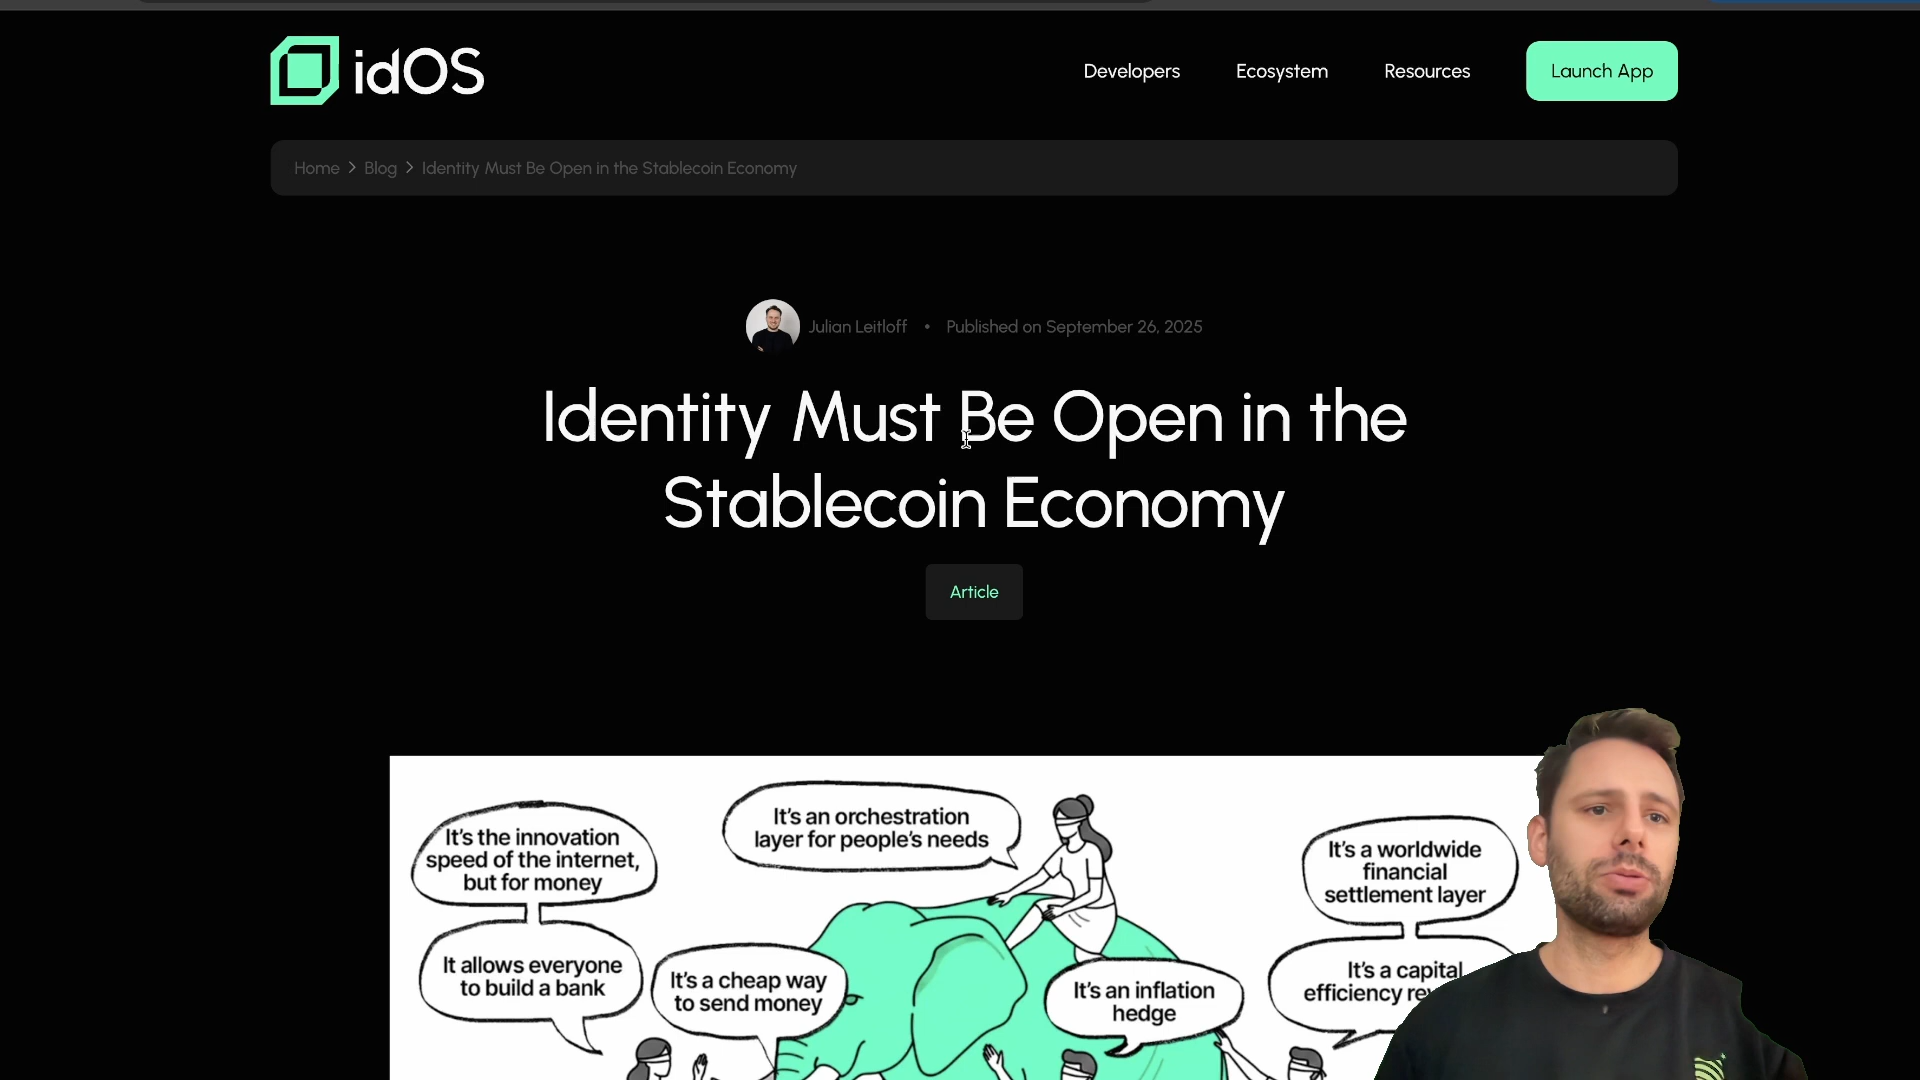 idOS
Developers
Ecosystem
Resources
Launch App
Home > Blog > Identity Must Be Open in the Stablecoin Economy
Julian Leitloff • Published on September 26, 2025
Identity Must Be Open in the
Stablecoin Economy
Article
It's the innovation
speed of the internet,
but for money
It's an orchestration
layer for people's needs
It's a worldwide
financial
settlement layer
It allows everyone
to build a bank
It's a cheap way
to send money
It's an inflation
hedge
It's a capital
efficiency